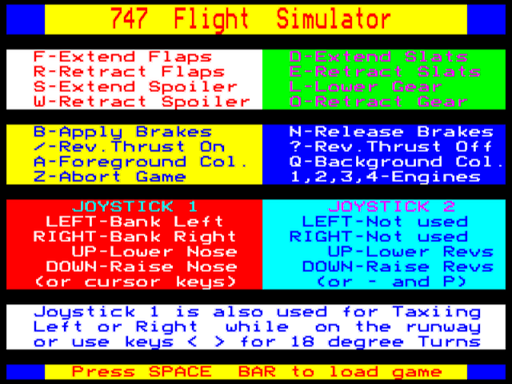 747 Flight Simulator
F-Extend Flaps
R-Retract Flaps
S-Extend Spoiler
W-Retract Spoiler
D-Extend Slats
E-Retract Slats
L-Lower Gear
O-Retract Gear
B-Apply Brakes
/-Rev.Thrust On
A-Foreground Col.
Z-Abort Game
N-Release Brakes
?-Rev.Thrust Off
Q-Background Col.
1,2,3,4-Engines
JOYSTICK 1
LEFT-Bank Left
RIGHT-Bank Right
UP-Lower Nose
DOWN-Raise Nose
(or cursor keys)
JOYSTICK 2
LEFT-Not used
RIGHT-Not used
UP-Lower Revs
DOWN-Raise Revs
(or - and P)
Joystick 1 is also used for Taxiing
Left or Right while on the runway
or use keys < > for 18 degree Turns
Press SPACE BAR to load game